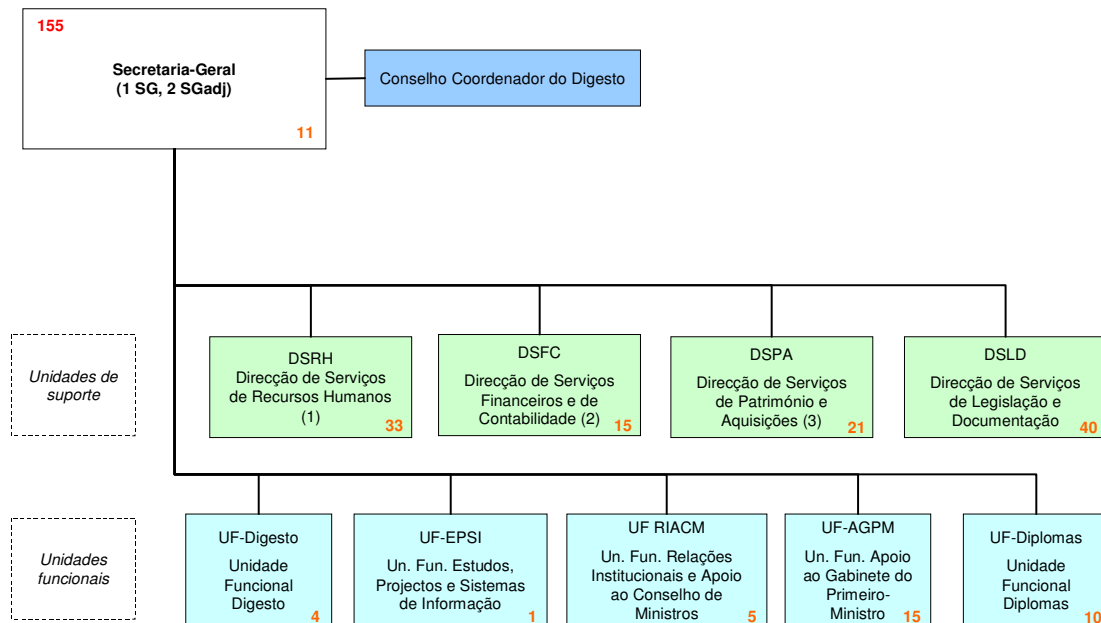 155
Secretaria-Geral
(1 SG, 2 SGadj)
11
Conselho Coordenador do Digesto
Unidades de
suporte
DSRH
Direcção de Serviços
de Recursos Humanos
(1)
33
DSFC
Direcção de Serviços
Financeiros e de
Contabilidade (2)
15
DSPA
Direcção de Serviços
de Património e
Aquisições (3)
21
DSLD
Direcção de Serviços
de Legislação e
Documentação
40
Unidades
funcionais
UF-Digesto
Unidade
Funcional
Digesto
4
UF-EPSI
Un. Fun. Estudos,
Projectos e Sistemas
de Informação
1
UF RIACM
Un. Fun. Relações
Institucionais e Apoio
ao Conselho de
Ministros
5
UF-AGPM
Un. Fun. Apoio
ao Gabinete do
Primeiro-
Ministro
15
UF-Diplomas
Unidade
Funcional
Diplomas
10